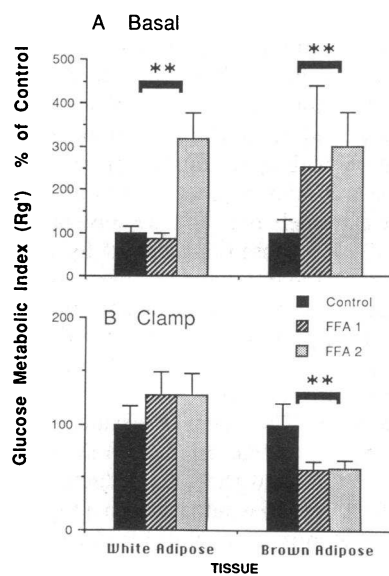 A Basal
Glucose Metabolic Index (Rg') % of Control
500
400
300
200
100
0
**
**
B Clamp
Control
FFA 1
FFA 2
200
100
0
**
White Adipose
Brown Adipose
TISSUE